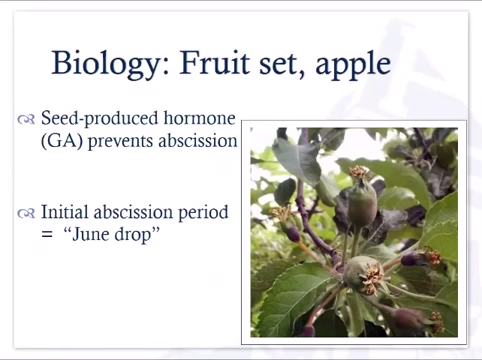 Biology: Fruit set, apple
Seed-produced hormone
(GA) prevents abscission
Initial abscission period
= “June drop”